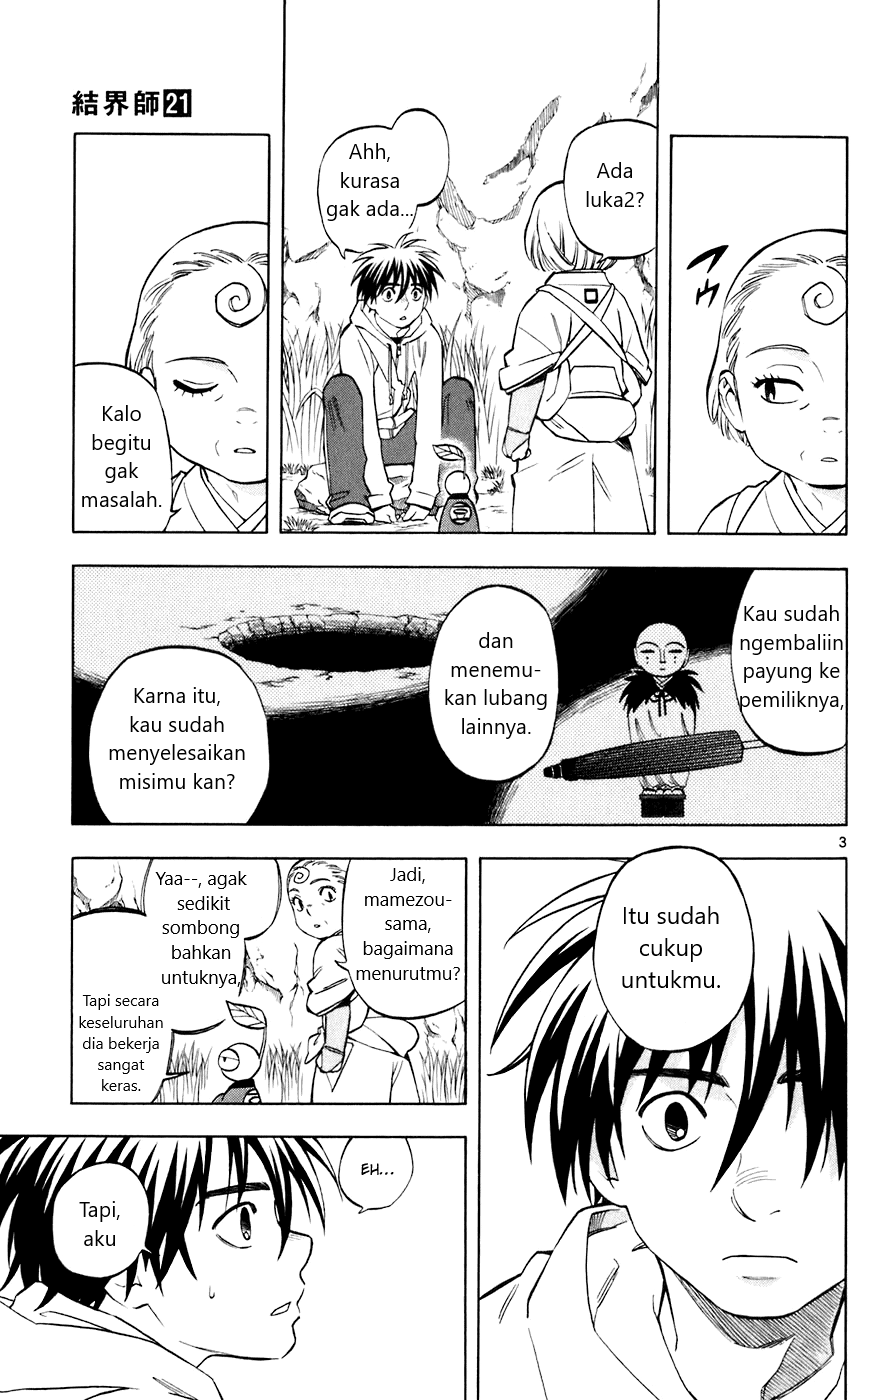 結界師21
ツゥ
Ada
luka2?
Ahh,
kurasa
gak ada...
Kalo
begitu
gak
masalah.
Kau sudah
ngembaliin
payung ke
pemiliknya,
dan
menemu-
kan lubang
lainnya.
Karna itu,
kau sudah
menyelesaikan
misimu kan?
3
Itu sudah
cukup
untukmu.
Jadi,
mamezou-
sama,
bagaimana
menurutmu?
Yaa--, agak
sedikit
sombong
bahkan
untuknya,
Tapi secara
keseluruhan
dia bekerja
sangat
keras.
EH...
Tapi,
aku